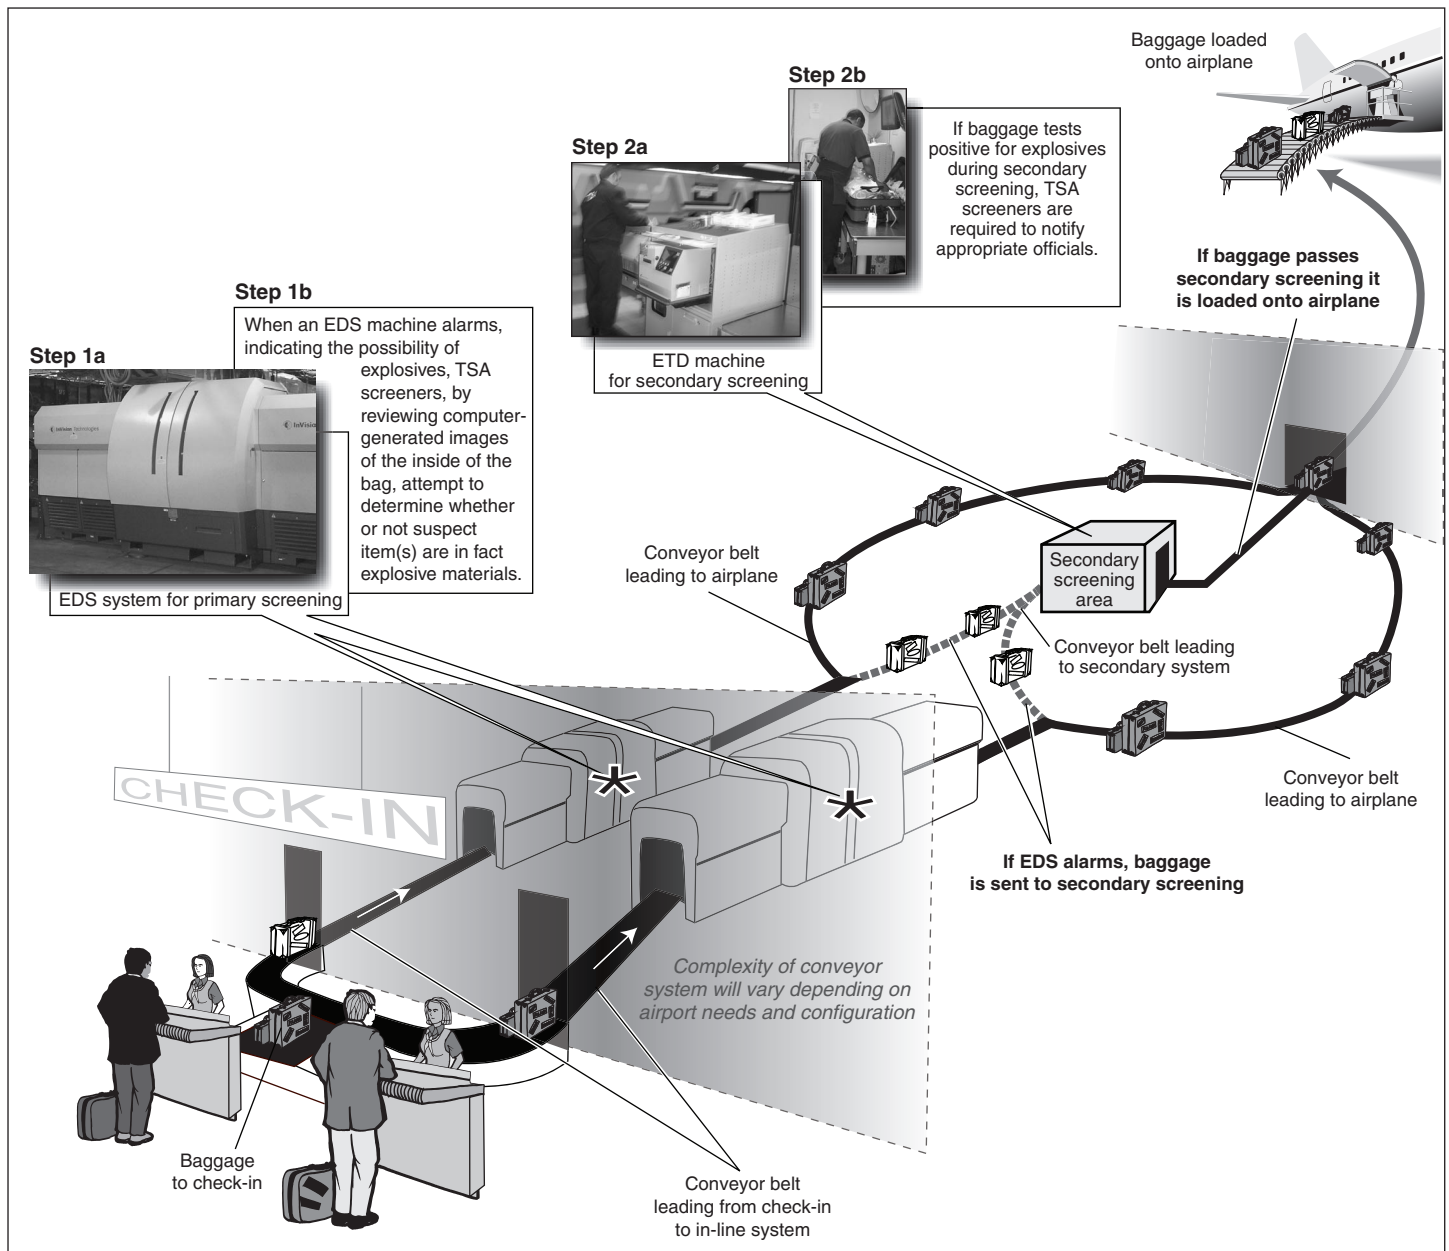 Baggage loaded
onto airplane
Step 2b
If baggage tests
positive for explosives
during secondary
screening, TSA
screeners are
required to notify
appropriate officials.
Step 2a
ETD machine
for secondary screening
If baggage passes
secondary screening it
is loaded onto airplane
Step 1b
When an EDS machine alarms,
indicating the possibility of
explosives, TSA
screeners, by
reviewing computer-
generated images
of the inside of the
bag, attempt to
determine whether
or not suspect
item(s) are in fact
explosive materials.
Step 1a
InVision Technologies
InVisio
EDS system for primary screening
Conveyor belt
leading to airplane
Secondary
screening
area
Conveyor belt leading
to secondary system
Conveyor belt
leading to airplane
If EDS alarms, baggage
is sent to secondary screening
CHECK-IN
Complexity of conveyor
system will vary depending on
airport needs and configuration
Baggage
to check-in
Conveyor belt
leading from check-in
to in-line system